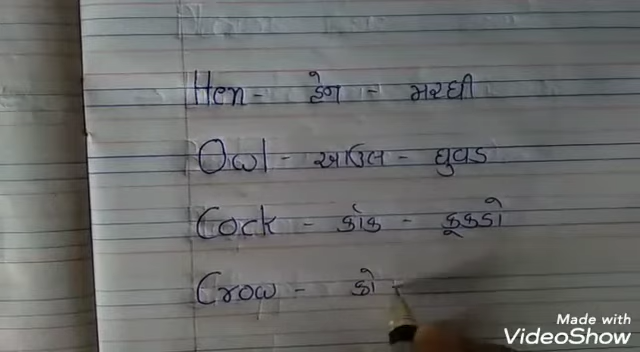 Hen - હેન - મરઘી
Owl - આઉલ - ઘુવડ
Cock - કૉક - કૂકડો
Crow - ક્રો -
Made with
VideoShow